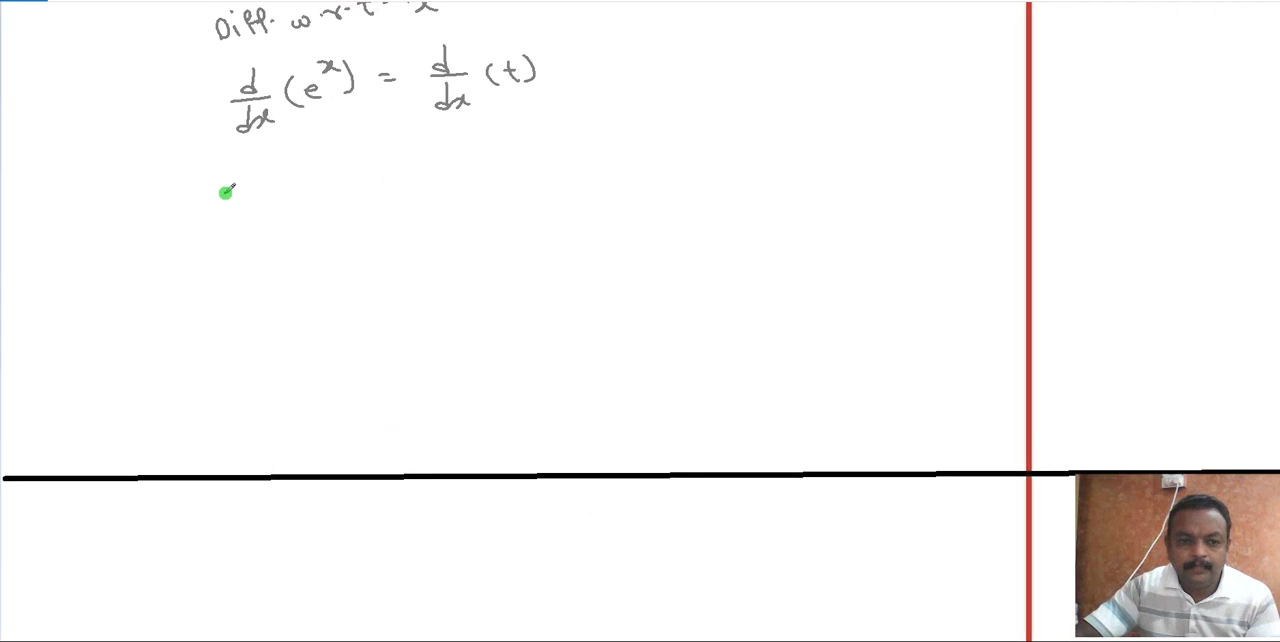 Diff. w.r.t. x
d/dx (e^x) = d/dx (t)